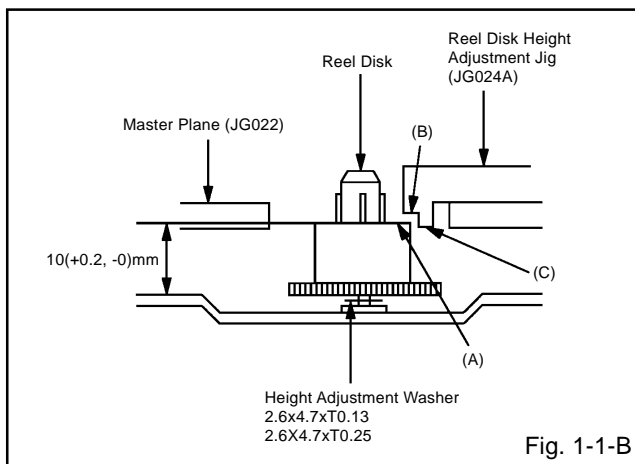 Reel Disk
Reel Disk Height
Adjustment Jig
(JG024A)
Master Plane (JG022)
(B)
10(+0.2, -0)mm
(C)
(A)
Height Adjustment Washer
2.6x4.7xT0.13
2.6X4.7xT0.25
Fig. 1-1-B